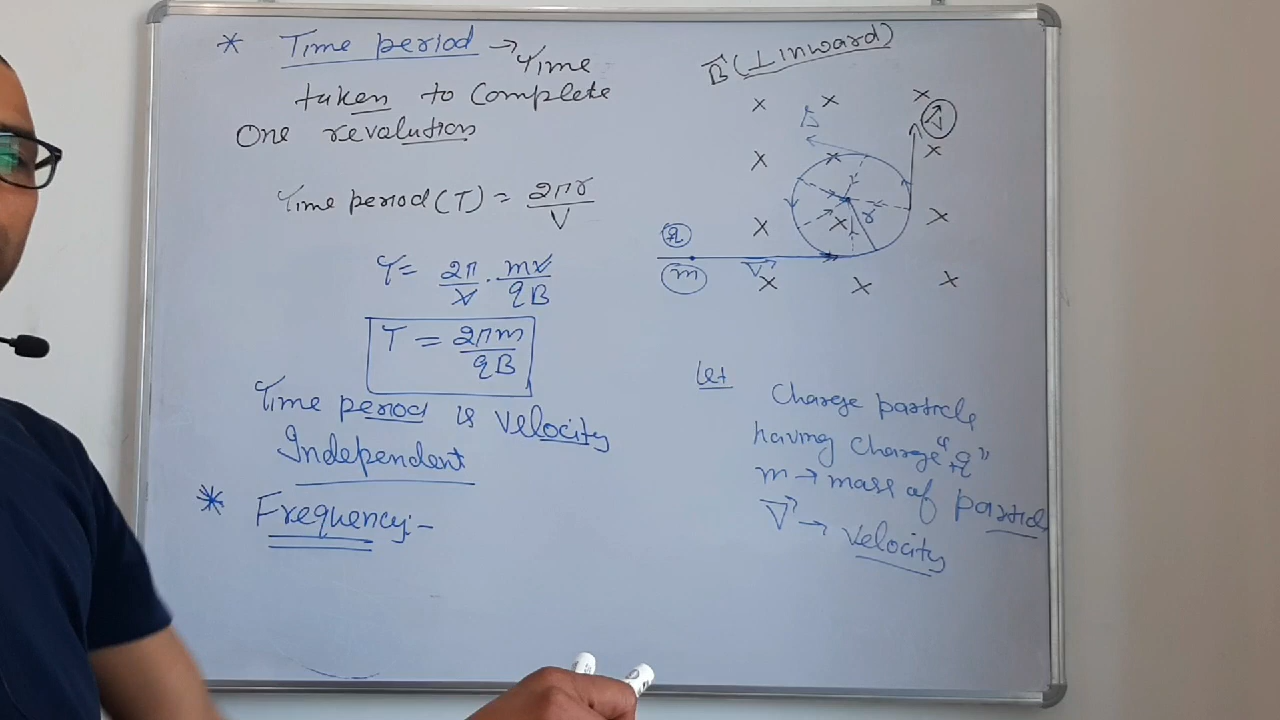 * Time period → Time
taken to Complete
One revalution
Time period (T) = 2πr/V
T = 2π/V · mv/qB
T = 2πm/qB
Time period is Velocity
Independent
* Frequency:-
B⃗ (⊥ inward)
x x x
V⃗
V⃗
x x x
r
x x x
q
m
V⃗
x x x
Let
Charge particle
having charge "+q"
m → mass of particle
V⃗ → Velocity